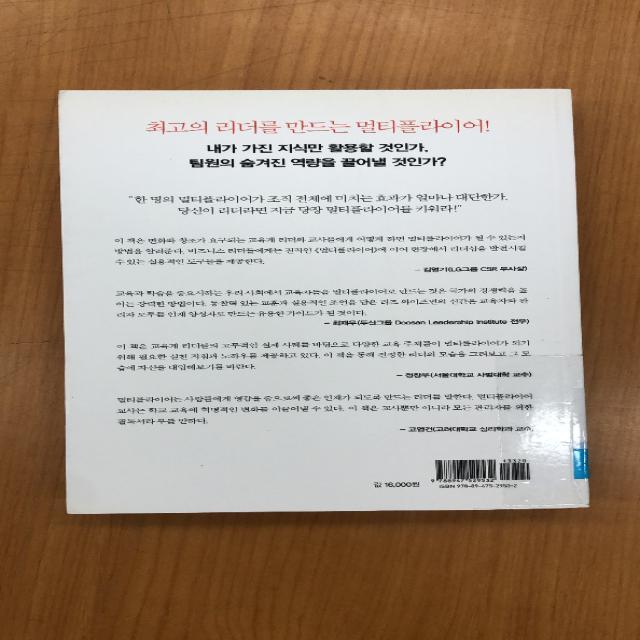 최고의 리더를 만드는 멀티플라이어!
내가 가진 지식만 활용할 것인가,
팀원의 숨겨진 역량을 끌어낼 것인가?
"한 명의 멀티플라이어가 조직 전체에 미치는 효과가 얼마나 대단한가.
당신이 리더라면 지금 당장 멀티플라이어를 키워라!"
이 책은 변화와 창조가 요구되는 교육계 리더와 교사들에게 어떻게 하면 멀티플라이어가 될 수 있는지
방법을 알려준다. 비즈니스 리더들에게는 전작인 《멀티플라이어》에 이어 현장에서 리더십을 발전시킬
수 있는 실용적인 도구들을 제공한다.
– 김영기(LG그룹 CSR 부사장)
교육과 학습을 중요시하는 우리 사회에서 교육자들을 멀티플라이어로 만드는 것은 국가의 경쟁력을 높
이는 강력한 방법이다. 통찰력 있는 교훈과 실용적인 조언을 담은 리즈 와이즈먼의 신간은 교육자와 관
리자 모두를 인재 양성사로 만드는 유용한 가이드가 될 것이다.
– 최재우(두산그룹 Doosan Leadership Institute 전무)
이 책은 교육계 리더들의 고무적인 실제 사례를 바탕으로 다양한 교육 주체들이 멀티플라이어가 되기
위해 필요한 실천 지침과 노하우를 제공하고 있다. 이 책을 통해 진정한 리더의 모습을 그려보고 그 모
습에 자신을 대입해보기를 바란다.
– (서울대학교 사범대학 교수)
멀티플라이어는 사람들에게 영감을 줌으로써 좋은 인재가 되도록 만드는 리더를 말한다. 멀티플라이어
교사는 학교 교육에 혁명적인 변화를 이끌어낼 수 있다. 이 책은 교사뿐만 아니라 모든 관리자를 위한
필독서라 부를 만하다.
– 고영건(고려대학교 심리학과 교수)
13320
값 16,000원
9 788947 529532
ISBN 978-89-475-2953-2